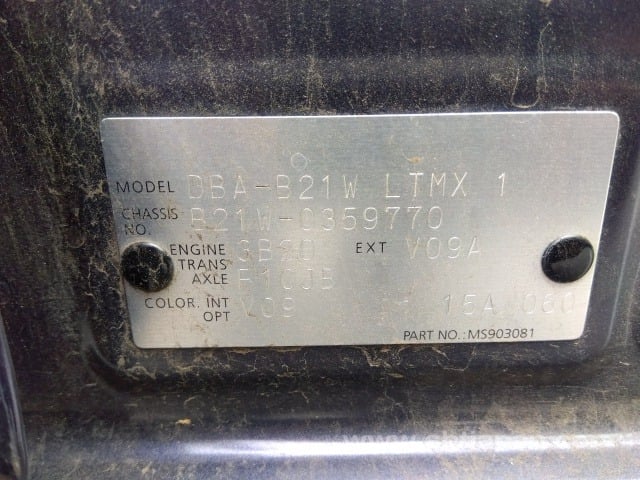 MODEL DBA-B21W LTMX 1
CHASSIS NO. B21W-0359770
ENGINE 3B20 EXT V09A
TRANS AXLE F1CJB
COLOR, INT OPT V09 15A 060
PART NO.:MS903081